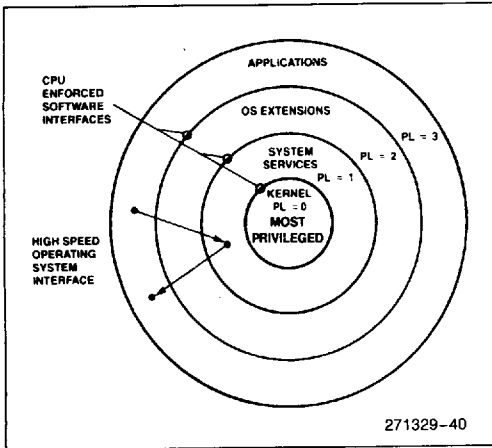 APPLICATIONS
CPU
ENFORCED
SOFTWARE
INTERFACES
OS EXTENSIONS
PL = 3
SYSTEM
SERVICES
PL = 2
PL = 1
KERNEL
PL = 0
MOST
PRIVILEGED
HIGH SPEED
OPERATING
SYSTEM
INTERFACE
271329-40